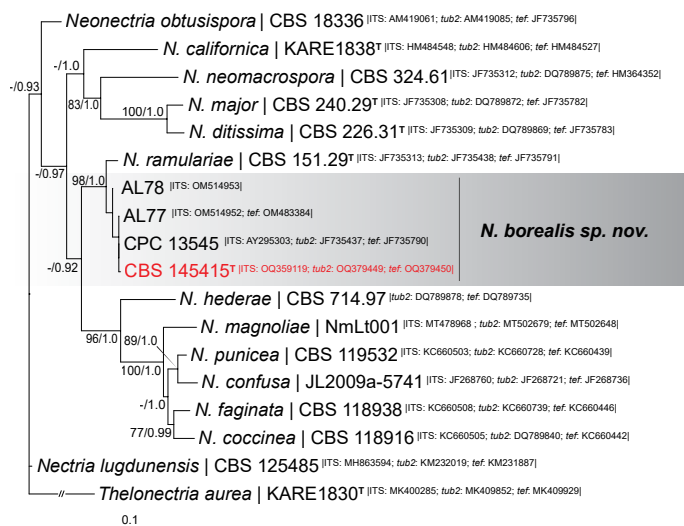 Neonectria obtusispora | CBS 18336 |ITS: AM419061; tub2: AM419085; tef: JF735796|
-/1.0
N. californica | KARE1838ᵀ |ITS: HM484548; tub2: HM484606; tef: HM484527|
-/0.93
N. neomacrospora | CBS 324.61 |ITS: JF735312; tub2: DQ789875; tef: HM364352|
83/1.0
N. major | CBS 240.29ᵀ |ITS: JF735308; tub2: DQ789872; tef: JF735782|
100/1.0
N. ditissima | CBS 226.31ᵀ |ITS: JF735309; tub2: DQ789869; tef: JF735783|
N. ramulariae | CBS 151.29ᵀ |ITS: JF735313; tub2: JF735438; tef: JF735791|
-/0.97
98/1.0
AL78 |ITS: OM514953|
AL77 |ITS: OM514952; tef: OM483384|
N. borealis sp. nov.
CPC 13545 |ITS: AY295303; tub2: JF735437; tef: JF735790|
CBS 145415ᵀ |ITS: OQ359119; tub2: OQ379449; tef: OQ379450|
-/0.92
N. hederae | CBS 714.97 |tub2: DQ789878; tef: DQ789735|
N. magnoliae | NmLt001 |ITS: MT478968 ; tub2: MT502679; tef: MT502648|
96/1.0
89/1.0
N. punicea | CBS 119532 |ITS: KC660503; tub2: KC660728; tef: KC660439|
100/1.0
N. confusa | JL2009a-5741 |ITS: JF268760; tub2: JF268721; tef: JF268736|
-/1.0
N. faginata | CBS 118938 |ITS: KC660508; tub2: KC660739; tef: KC660446|
77/0.99
N. coccinea | CBS 118916 |ITS: KC660505; tub2: DQ789840; tef: KC660442|
Nectria lugdunensis | CBS 125485 |ITS: MH863594; tub2: KM232019; tef: KM231887|
Thelonectria aurea | KARE1830ᵀ |ITS: MK400285; tub2: MK409852; tef: MK409929|
0.1